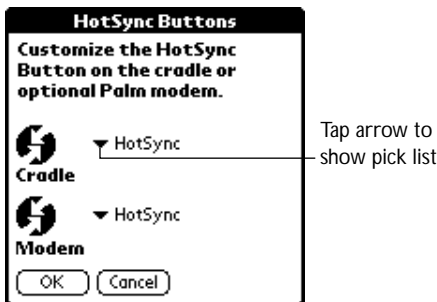 HotSync Buttons
Customize the HotSync
Button on the cradle or
optional Palm modem.
HotSync
Cradle
Tap arrow to
show pick list
HotSync
Modem
OK Cancel